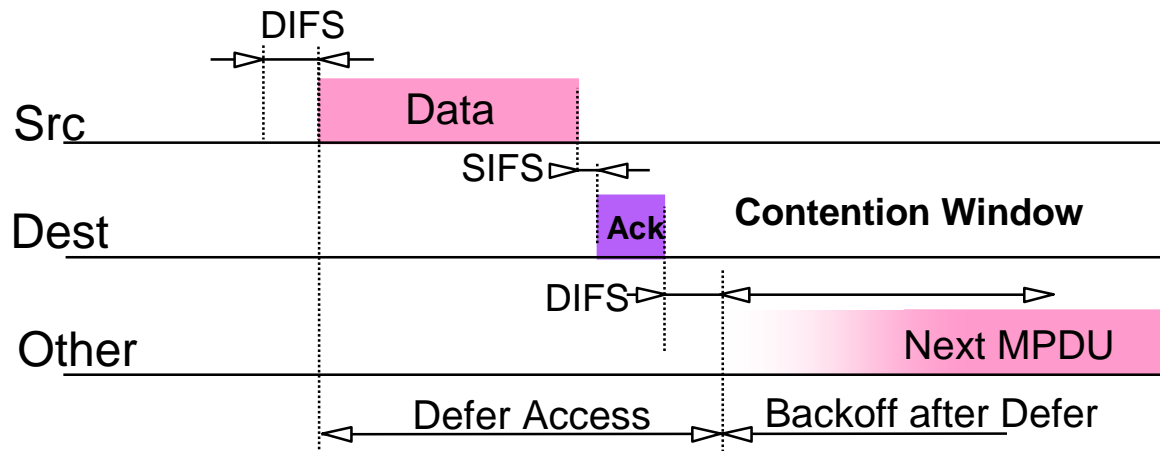 DIFS
Data
Src
SIFS
Contention Window
Ack
Dest
DIFS
Next MPDU
Other
Defer Access
Backoff after Defer